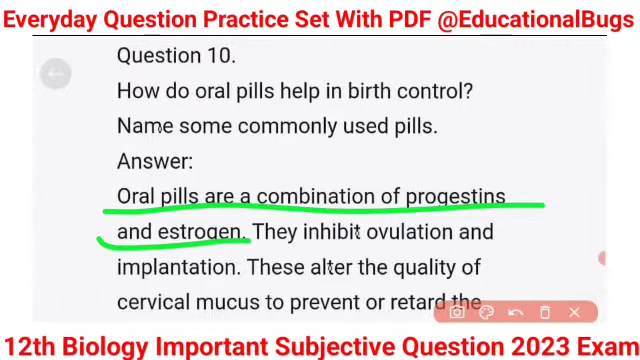 Everyday Question Practice Set With PDF @EducationalBugs
Question 10.
How do oral pills help in birth control?
Name some commonly used pills.
Answer:
Oral pills are a combination of progestins
and estrogen. They inhibit ovulation and
implantation. These alter the quality of
cervical mucus to prevent or retard the
12th Biology Important Subjective Question 2023 Exam